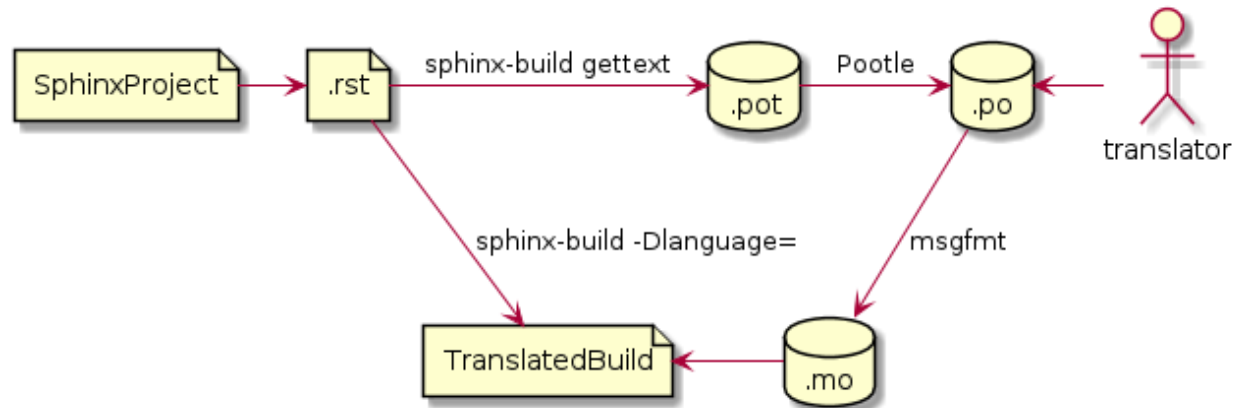 SphinxProject
.rst
sphinx-build gettext
.pot
Pootle
.po
translator
sphinx-build -Dlanguage=
msgfmt
TranslatedBuild
.mo